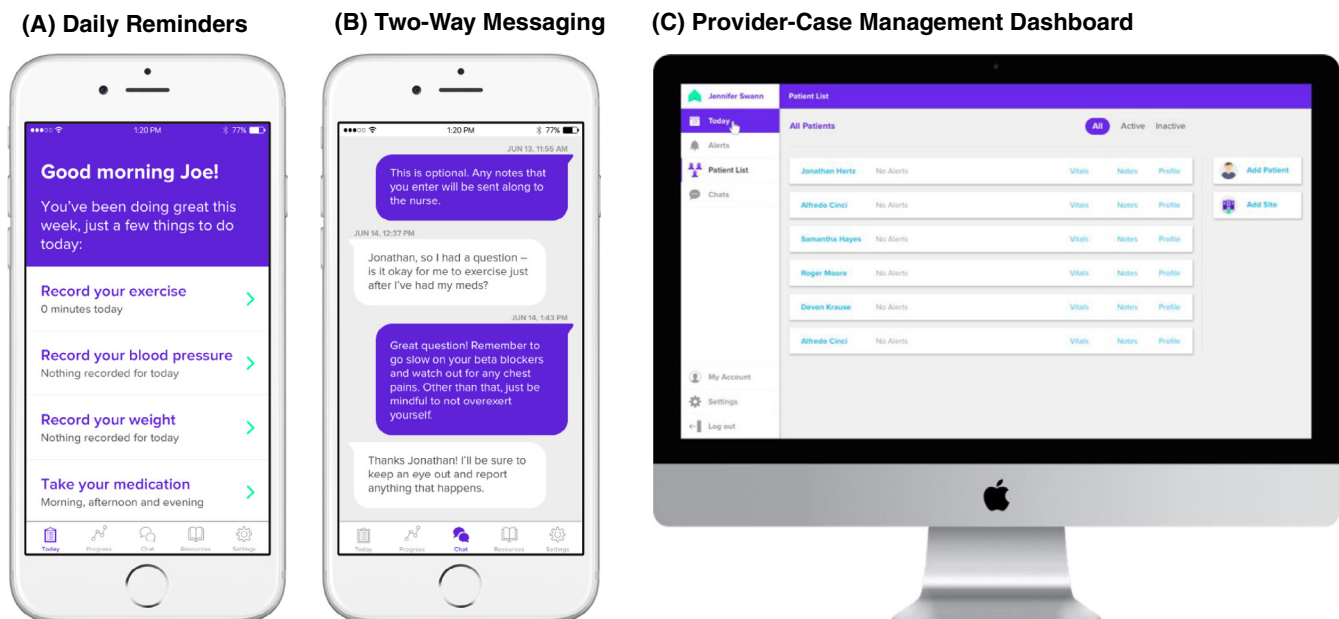 (A) Daily Reminders
(B) Two-Way Messaging
(C) Provider-Case Management Dashboard
1:20 PM
77%
Good morning Joe!
You've been doing great this
week, just a few things to do
today:
Record your exercise
0 minutes today
Record your blood pressure
Nothing recorded for today
Record your weight
Nothing recorded for today
Take your medication
Morning, afternoon and evening
Today Progress Chat Resources Settings
1:20 PM
77%
JUN 13, 11:55 AM
This is optional. Any notes that
you enter will be sent along to
the nurse.
JUN 14, 12:37 PM
Jonathan, so I had a question –
is it okay for me to exercise just
after I've had my meds?
JUN 14, 1:43 PM
Great question! Remember to
go slow on your beta blockers
and watch out for any chest
pains. Other than that, just be
mindful to not overexert
yourself.
Thanks Jonathan! I'll be sure to
keep an eye out and report
anything that happens.
Today Progress Chat Resources Settings
Jennifer Swann
Today
Alerts
Patient List
Chats
My Account
Settings
Log out
Patient List
All Patients
All Active Inactive
Jonathan Hertz No Alerts Vitals Notes Profile
Alfredo Cinci No Alerts Vitals Notes Profile
Samantha Hayes No Alerts Vitals Notes Profile
Roger Moore No Alerts Vitals Notes Profile
Devon Krause No Alerts Vitals Notes Profile
Alfredo Cinci No Alerts Vitals Notes Profile
Add Patient
Add Site